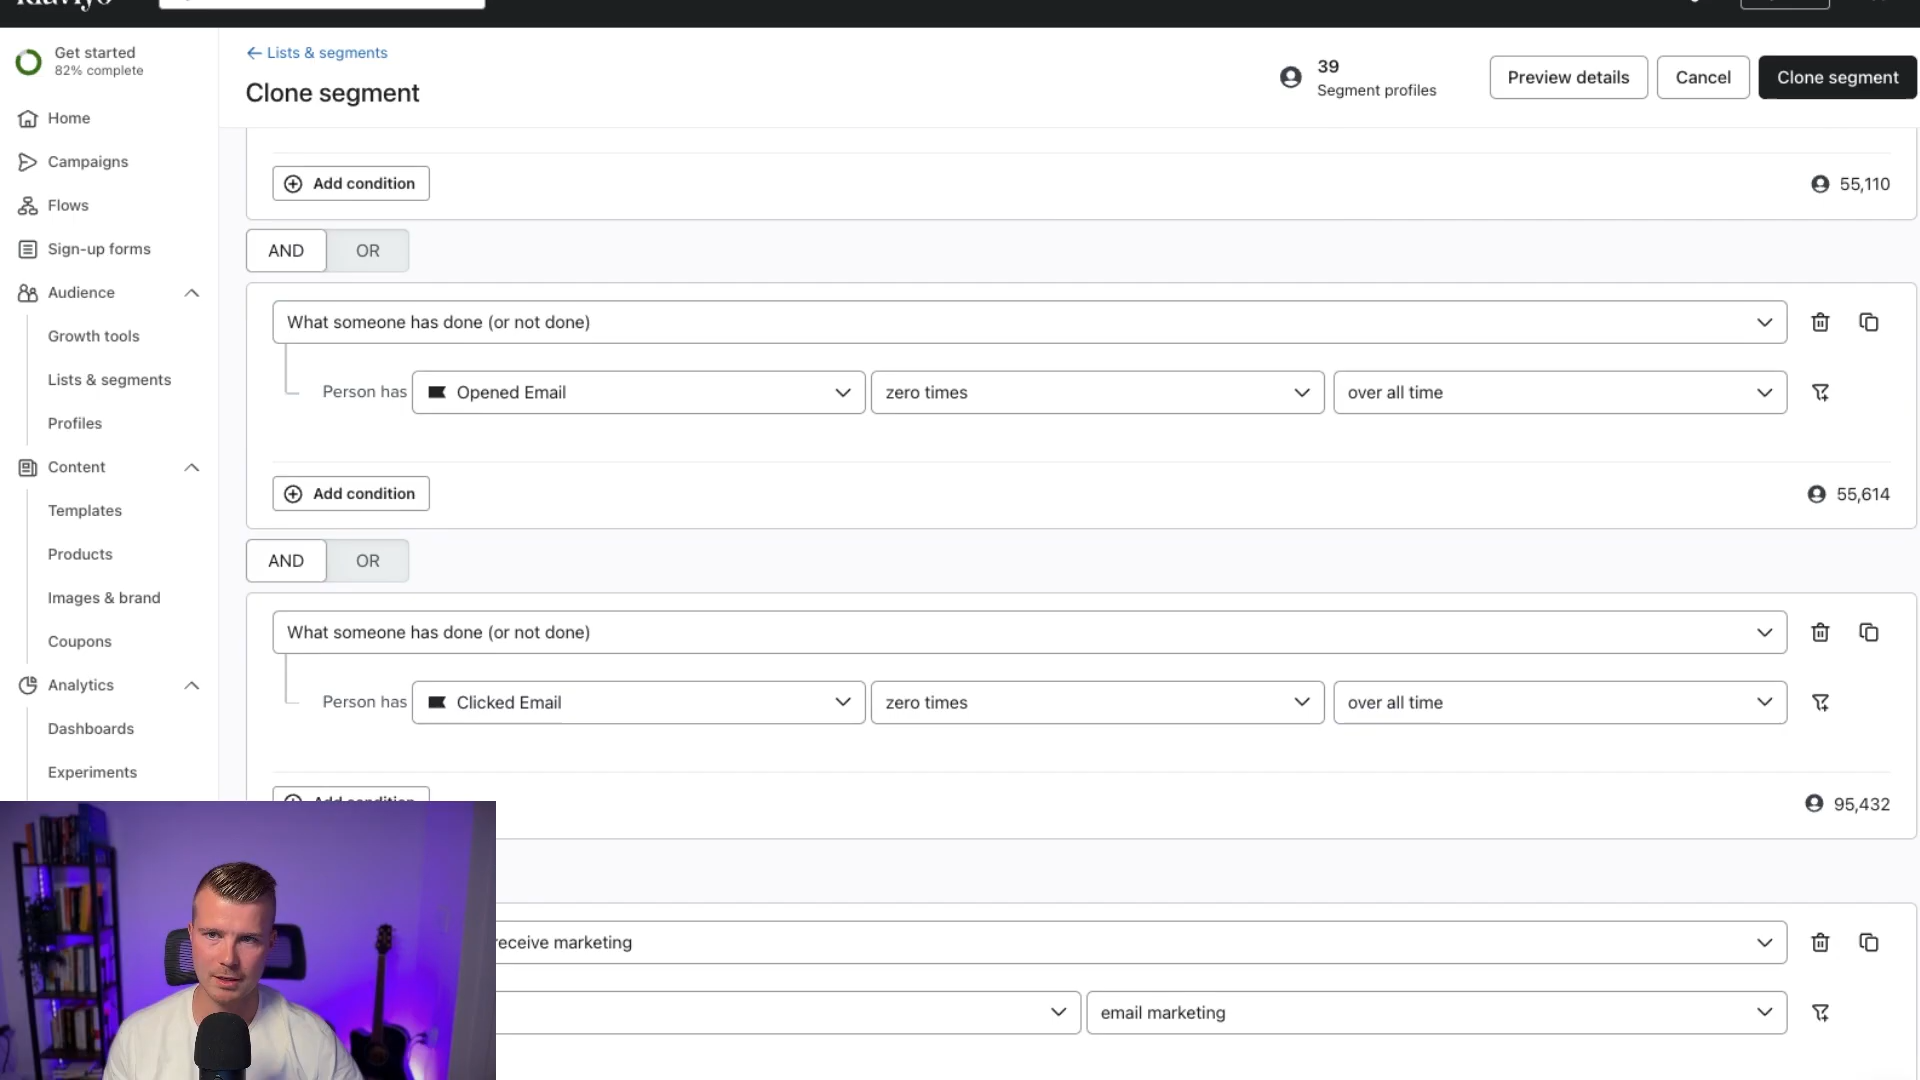 klaviyo
Get started
82% complete
Home
Campaigns
Flows
Sign-up forms
Audience
Growth tools
Lists & segments
Profiles
Content
Templates
Products
Images & brand
Coupons
Analytics
Dashboards
Experiments
← Lists & segments
Clone segment
39
Segment profiles
Preview details
Cancel
Clone segment
Add condition
55,110
AND OR
What someone has done (or not done)
Person has Opened Email zero times over all time
Add condition
55,614
AND OR
What someone has done (or not done)
Person has Clicked Email zero times over all time
Add condition
95,432
receive marketing
email marketing